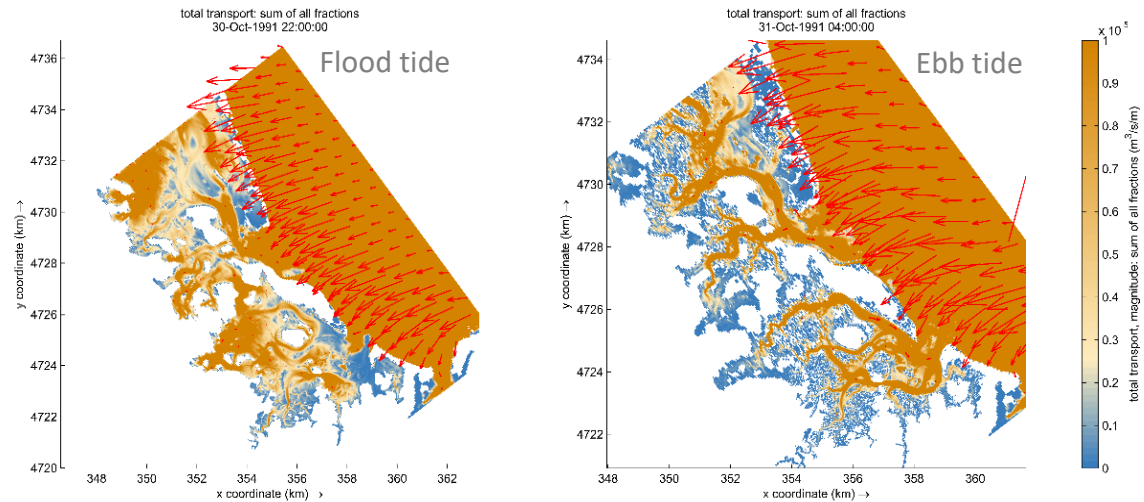 total transport: sum of all fractions
30-Oct-1991 22:00:00
Flood tide
4736
4734
4732
4730
4728
4726
4724
4722
4720
y coordinate (km) →
348 350 352 354 356 358 360 362
x coordinate (km) →
total transport: sum of all fractions
31-Oct-1991 04:00:00
Ebb tide
4734
4732
4730
4728
4726
4724
4722
y coordinate (km) →
348 350 352 354 356 358 360
x coordinate (km) →
x 10⁻⁵
1
0.9
0.8
0.7
0.6
0.5
0.4
0.3
0.2
0.1
0
total transport, magnitude: sum of all fractions (m³/s/m)